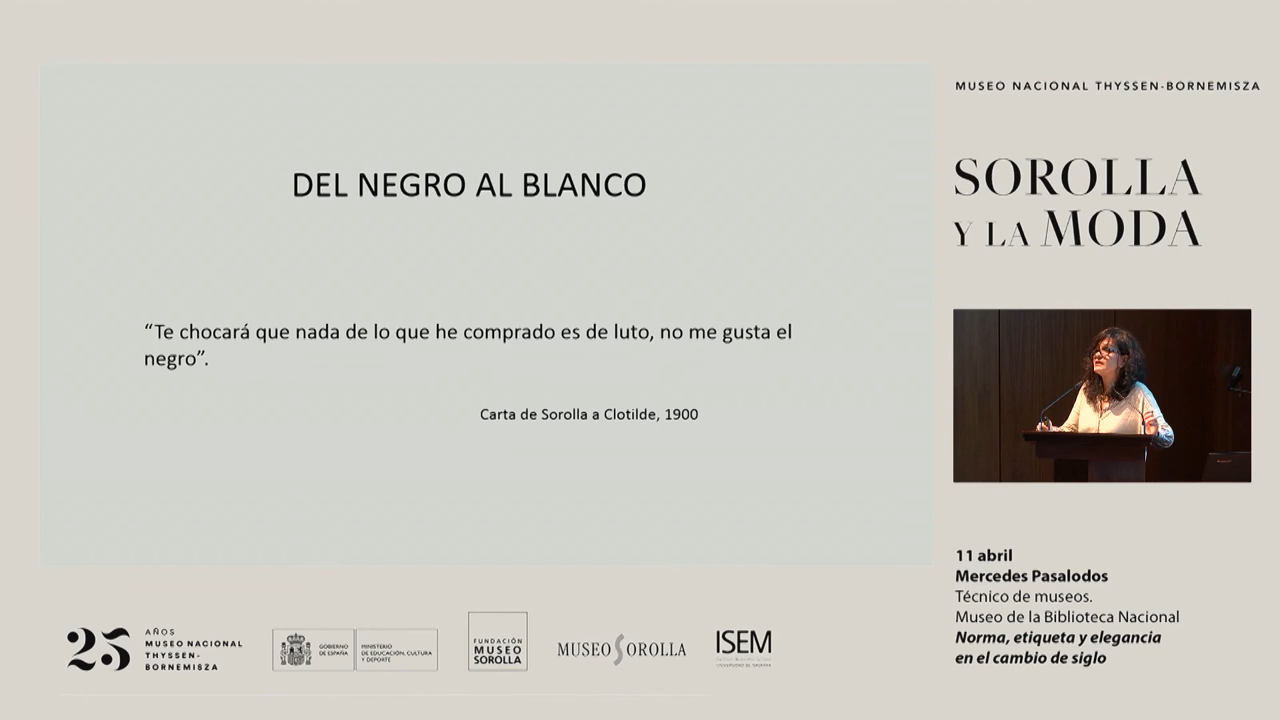 DEL NEGRO AL BLANCO
“Te chocará que nada de lo que he comprado es de luto, no me gusta el
negro”.
Carta de Sorolla a Clotilde, 1900
MUSEO NACIONAL THYSSEN-BORNEMISZA
SOROLLA
Y LA MODA
11 abril
Mercedes Pasalodos
Técnico de museos.
Museo de la Biblioteca Nacional
Norma, etiqueta y elegancia
en el cambio de siglo
25
AÑOS
MUSEO NACIONAL
THYSSEN-
BORNEMISZA
GOBIERNO
DE ESPAÑA
MINISTERIO
DE EDUCACIÓN, CULTURA
Y DEPORTE
FUNDACIÓN
MUSEO
SOROLLA
MUSEO SOROLLA
ISEM